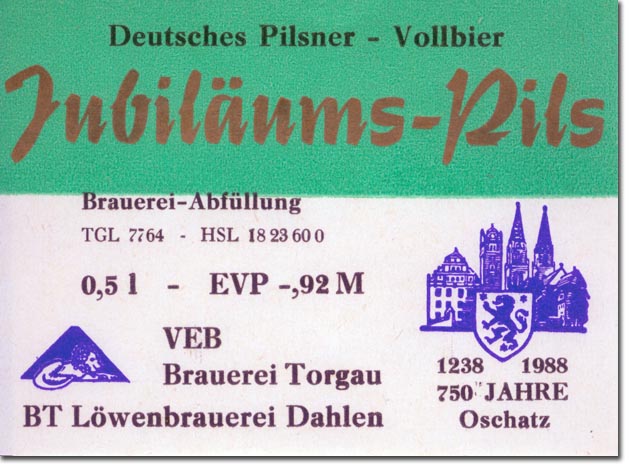 Deutsches Pilsner - Vollbier
Jubiläums-Pils
Brauerei-Abfüllung
TGL 7764 - HSL 18 23 60 0
0,5 l - EVP -,92 M
VEB
Brauerei Torgau
BT Löwenbrauerei Dahlen
1238 1988
750 JAHRE
Oschatz